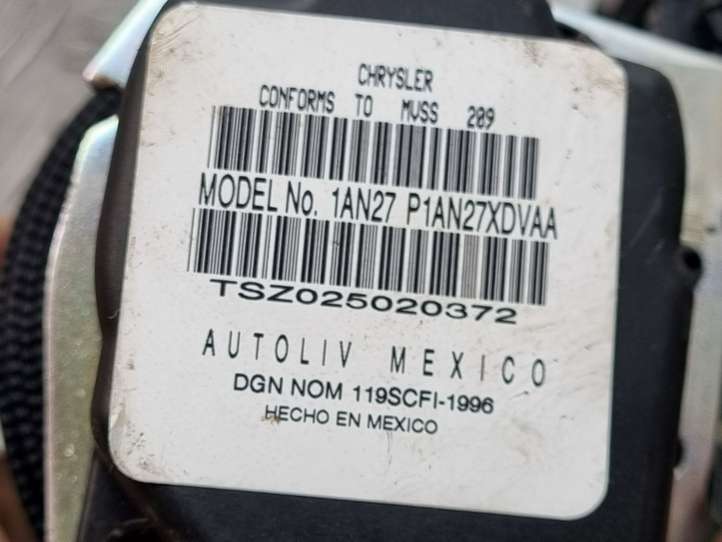 CHRYSLER
CONFORMS TO MVSS 209
MODEL No. 1AN27 P1AN27XDVAA
TSZ025020372
AUTOLIV MEXICO
DGN NOM 119SCFI-1996
HECHO EN MEXICO